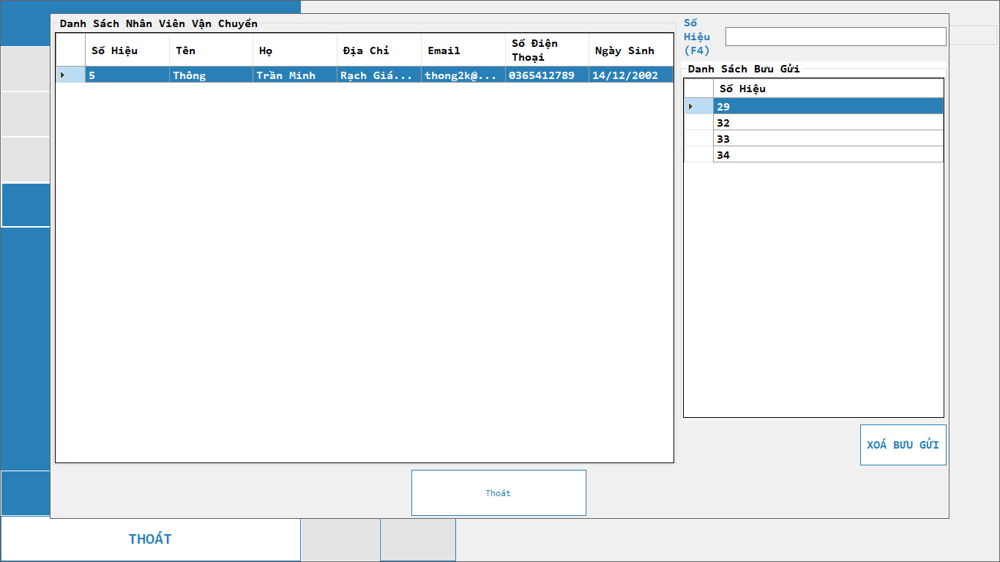 Danh Sách Nhân Viên Vận Chuyển
Số Hiệu Tên Họ Địa Chỉ Email Số Điện Thoại Ngày Sinh
5 Thông Trần Minh Rạch Giá... thong2k@... 0365412789 14/12/2002
Số
Hiệu
(F4)
Danh Sách Bưu Gửi
Số Hiệu
29
32
33
34
XOÁ BƯU GỬI
Thoát
THOÁT